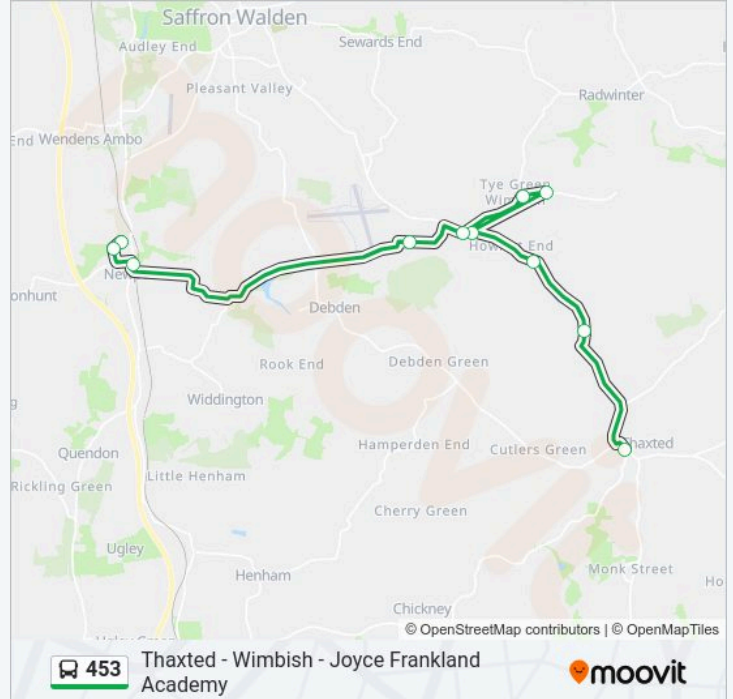 Saffron Walden
Audley End
Sewards End
Pleasant Valley
Radwinter
End Wendens Ambo
Tye Green
Howlett End
onhunt
Debden
Rook End
Debden Green
Widdington
Thaxted
Hamperden End
Cutlers Green
Quendon
Little Henham
Rickling Green
Cherry Green
Ugley
Henham
Monk Street
Ho
Chickney
© OpenStreetMap contributors | © OpenMapTiles
453
Thaxted - Wimbish - Joyce Frankland
Academy
moovit